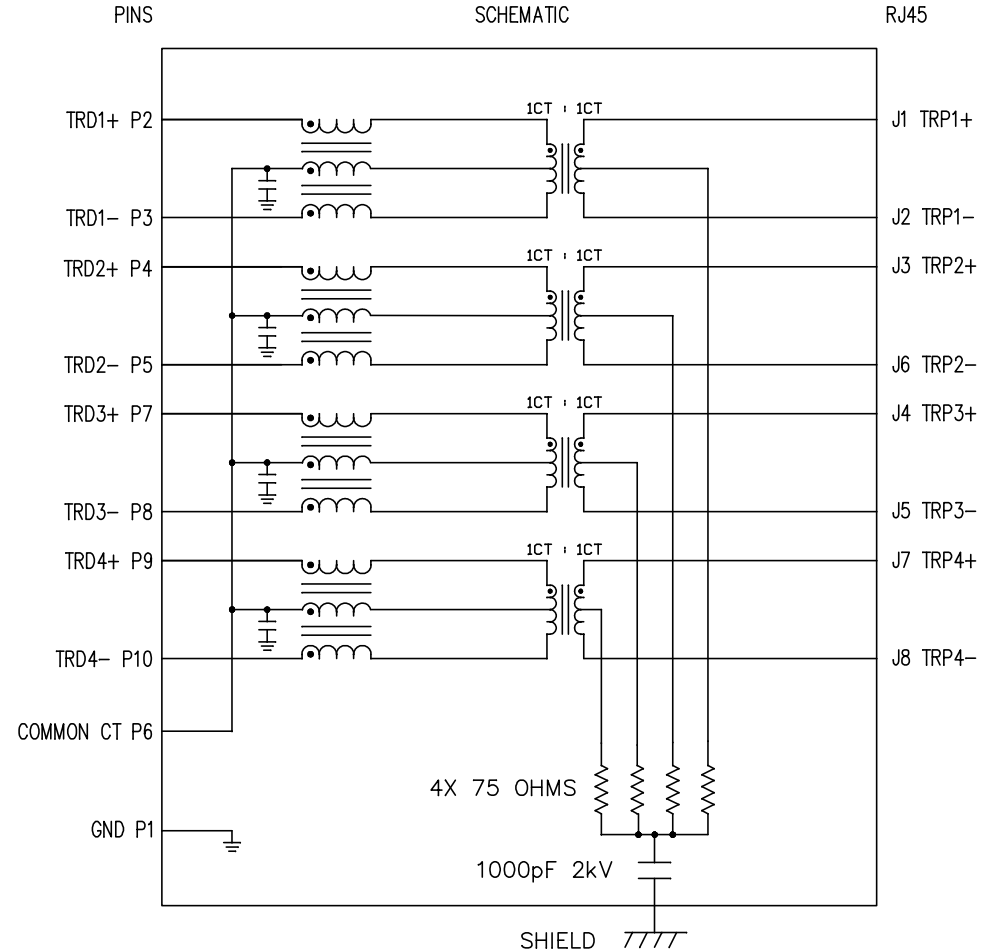 PINS SCHEMATIC RJ45
1CT : 1CT
TRD1+ P2 J1 TRP1+
TRD1- P3 J2 TRP1-
1CT : 1CT
TRD2+ P4 J3 TRP2+
TRD2- P5 J6 TRP2-
1CT : 1CT
TRD3+ P7 J4 TRP3+
TRD3- P8 J5 TRP3-
1CT : 1CT
TRD4+ P9 J7 TRP4+
TRD4- P10 J8 TRP4-
COMMON CT P6
4X 75 OHMS
GND P1
1000pF 2kV
SHIELD